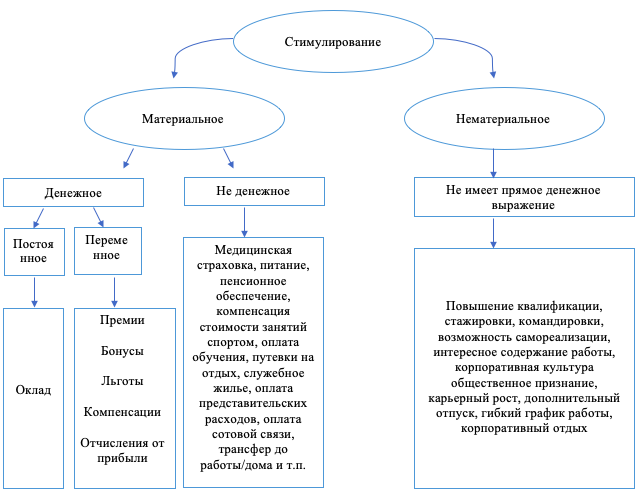 Стимулирование
Материальное
Нематериальное
Денежное
Не денежное
Не имеет прямое денежное
выражение
Постоя
нное
Переме
нное
Оклад
Премии
Бонусы
Льготы
Компенсации
Отчисления от
прибыли
Медицинская
страховка, питание,
пенсионное
обеспечение,
компенсация
стоимости занятий
спортом, оплата
обучения, путевки на
отдых, служебное
жилье, оплата
представительских
расходов, оплата
сотовой связи,
трансфер до
работы/дома и т.п.
Повышение квалификации,
стажировки, командировки,
возможность самореализации,
интересное содержание работы,
корпоративная культура
общественное признание,
карьерный рост, дополнительный
отпуск, гибкий график работы,
корпоративный отдых